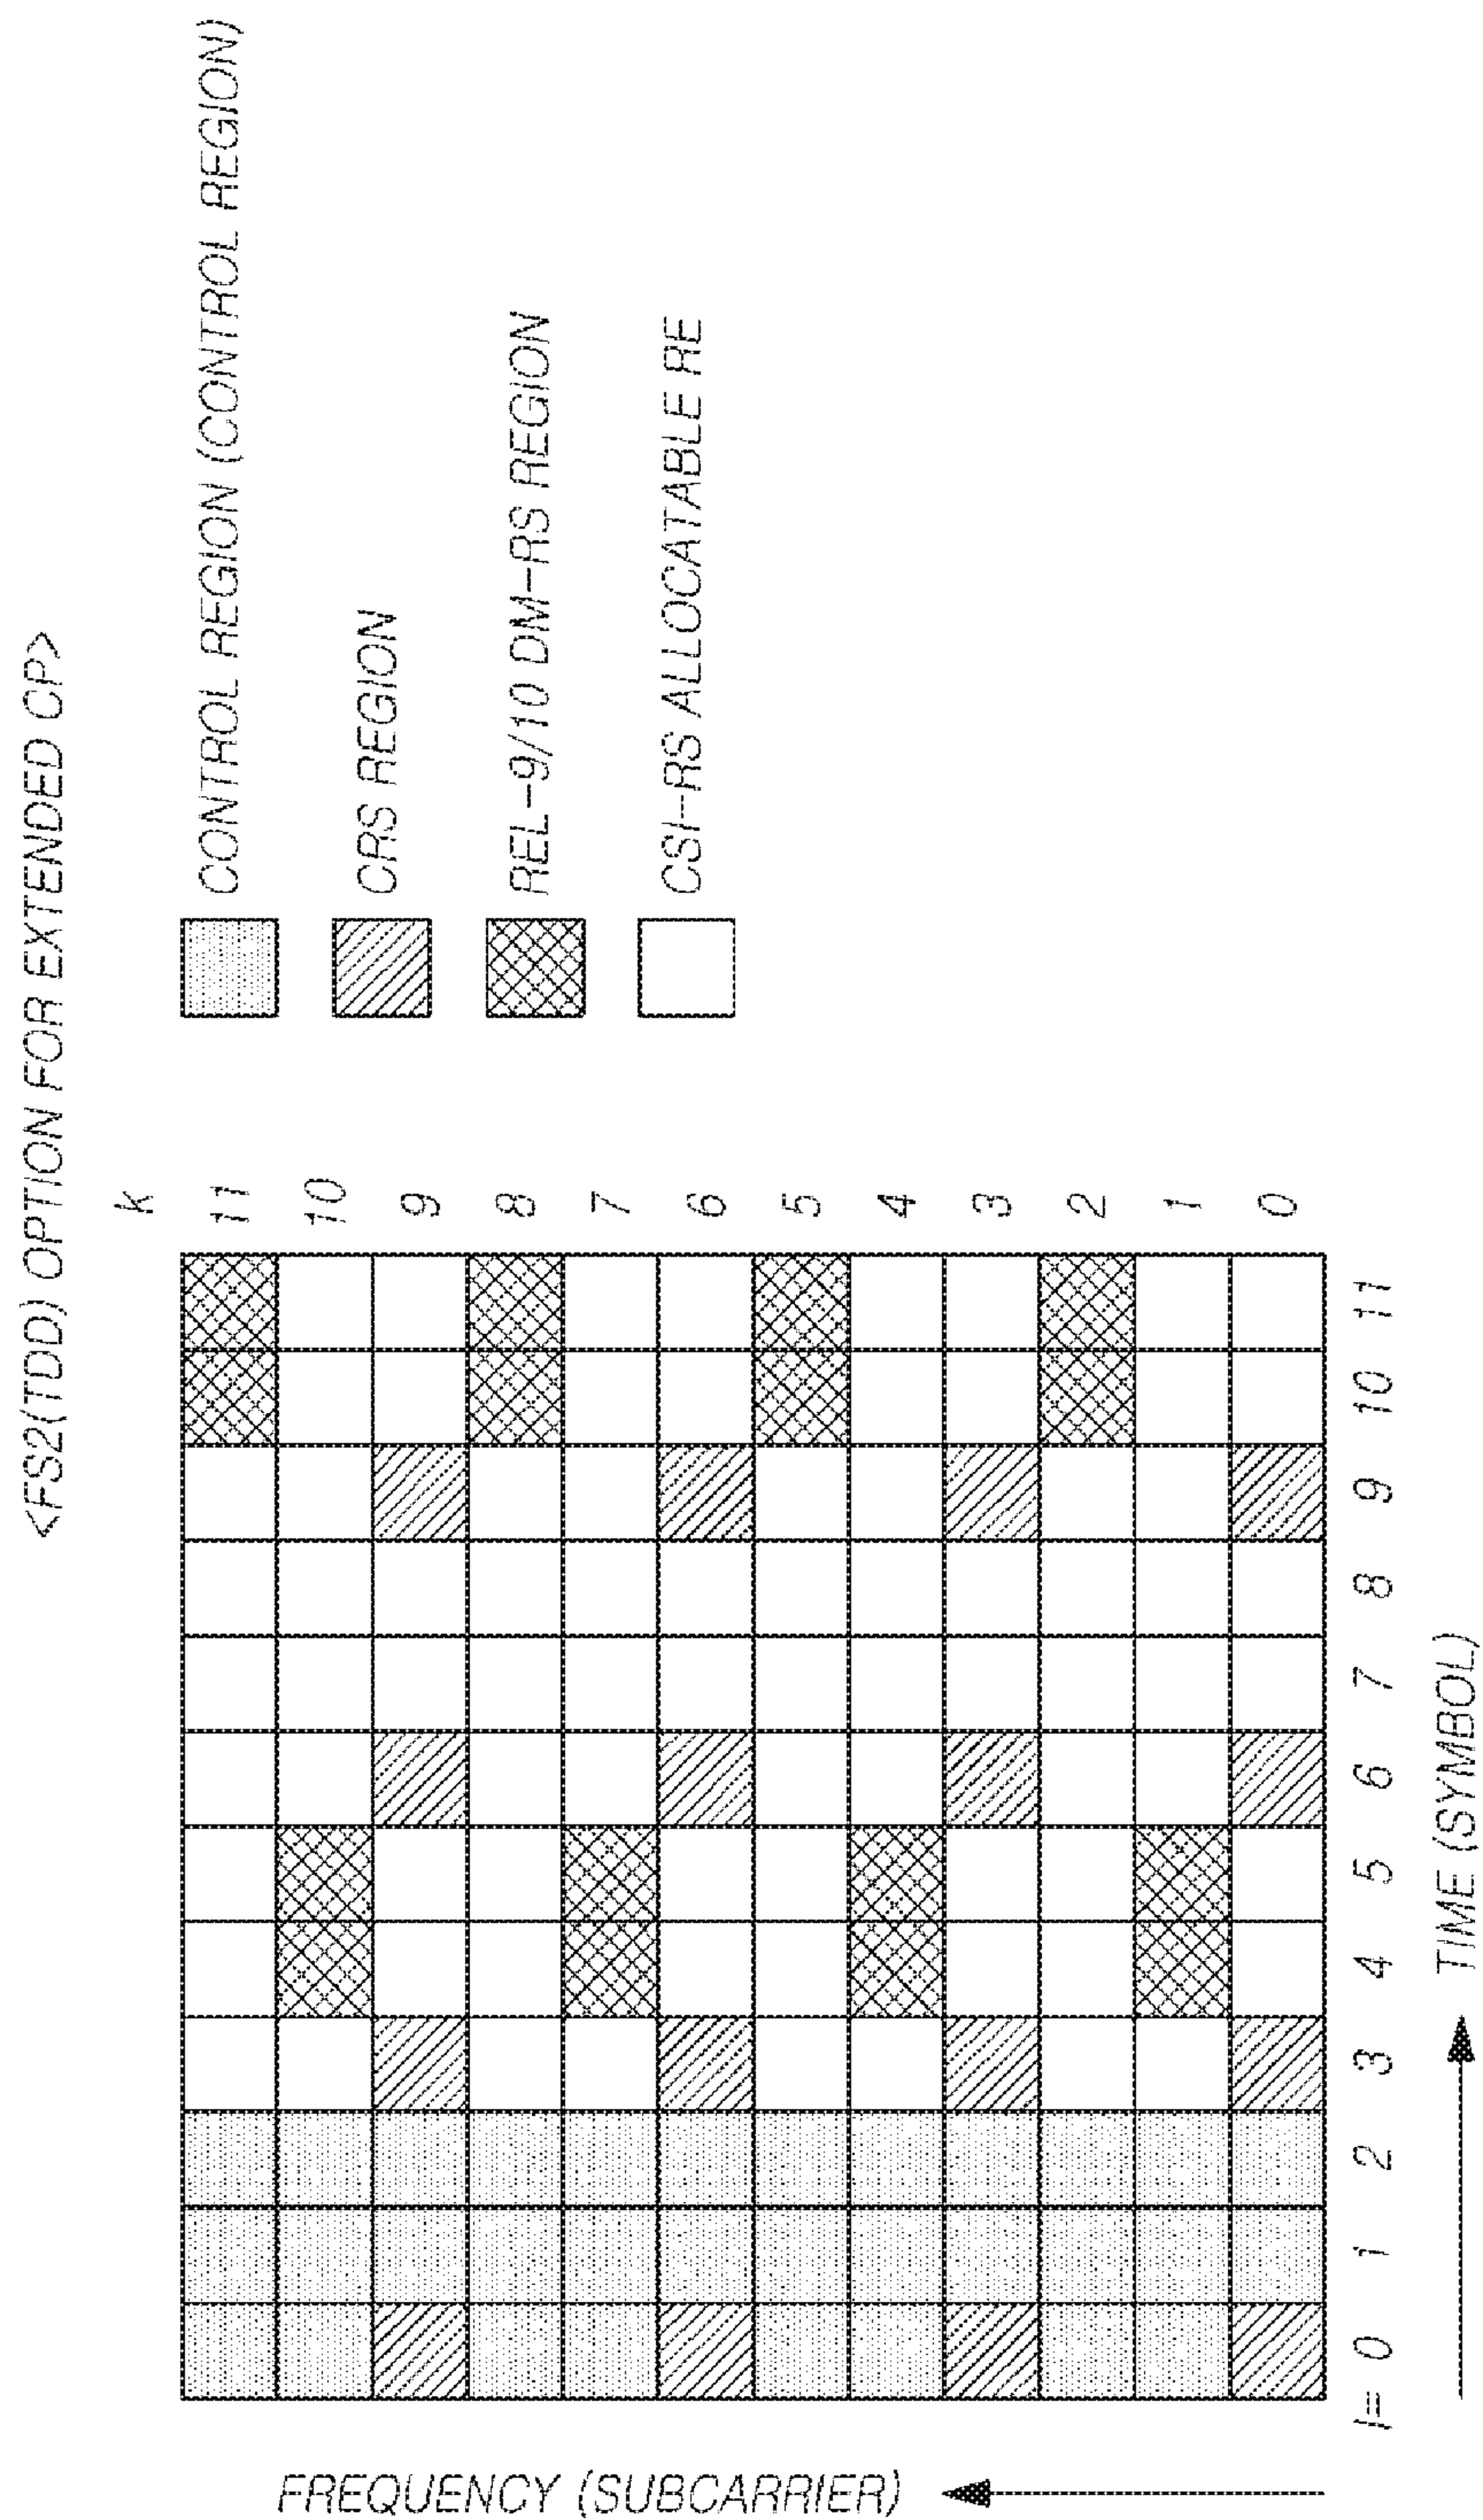 <FS2(TDD) OPTION FOR EXTENDED CP>
FREQUENCY (SUBCARRIER)
k
11
10
9
8
7
6
5
4
3
2
1
0
l= 0 1 2 3 4 5 6 7 8 9 10 11
TIME (SYMBOL)
CONTROL REGION (CONTROL REGION)
CRS REGION
REL-9/10 DM-RS REGION
CSI-RS ALLOCATABLE RE